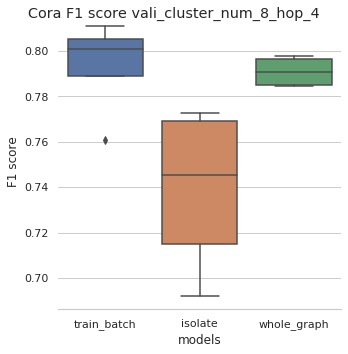 Cora F1 score vali_cluster_num_8_hop_4
0.80
0.78
0.76
0.74
0.72
0.70
F1 score
train_batch isolate whole_graph
models